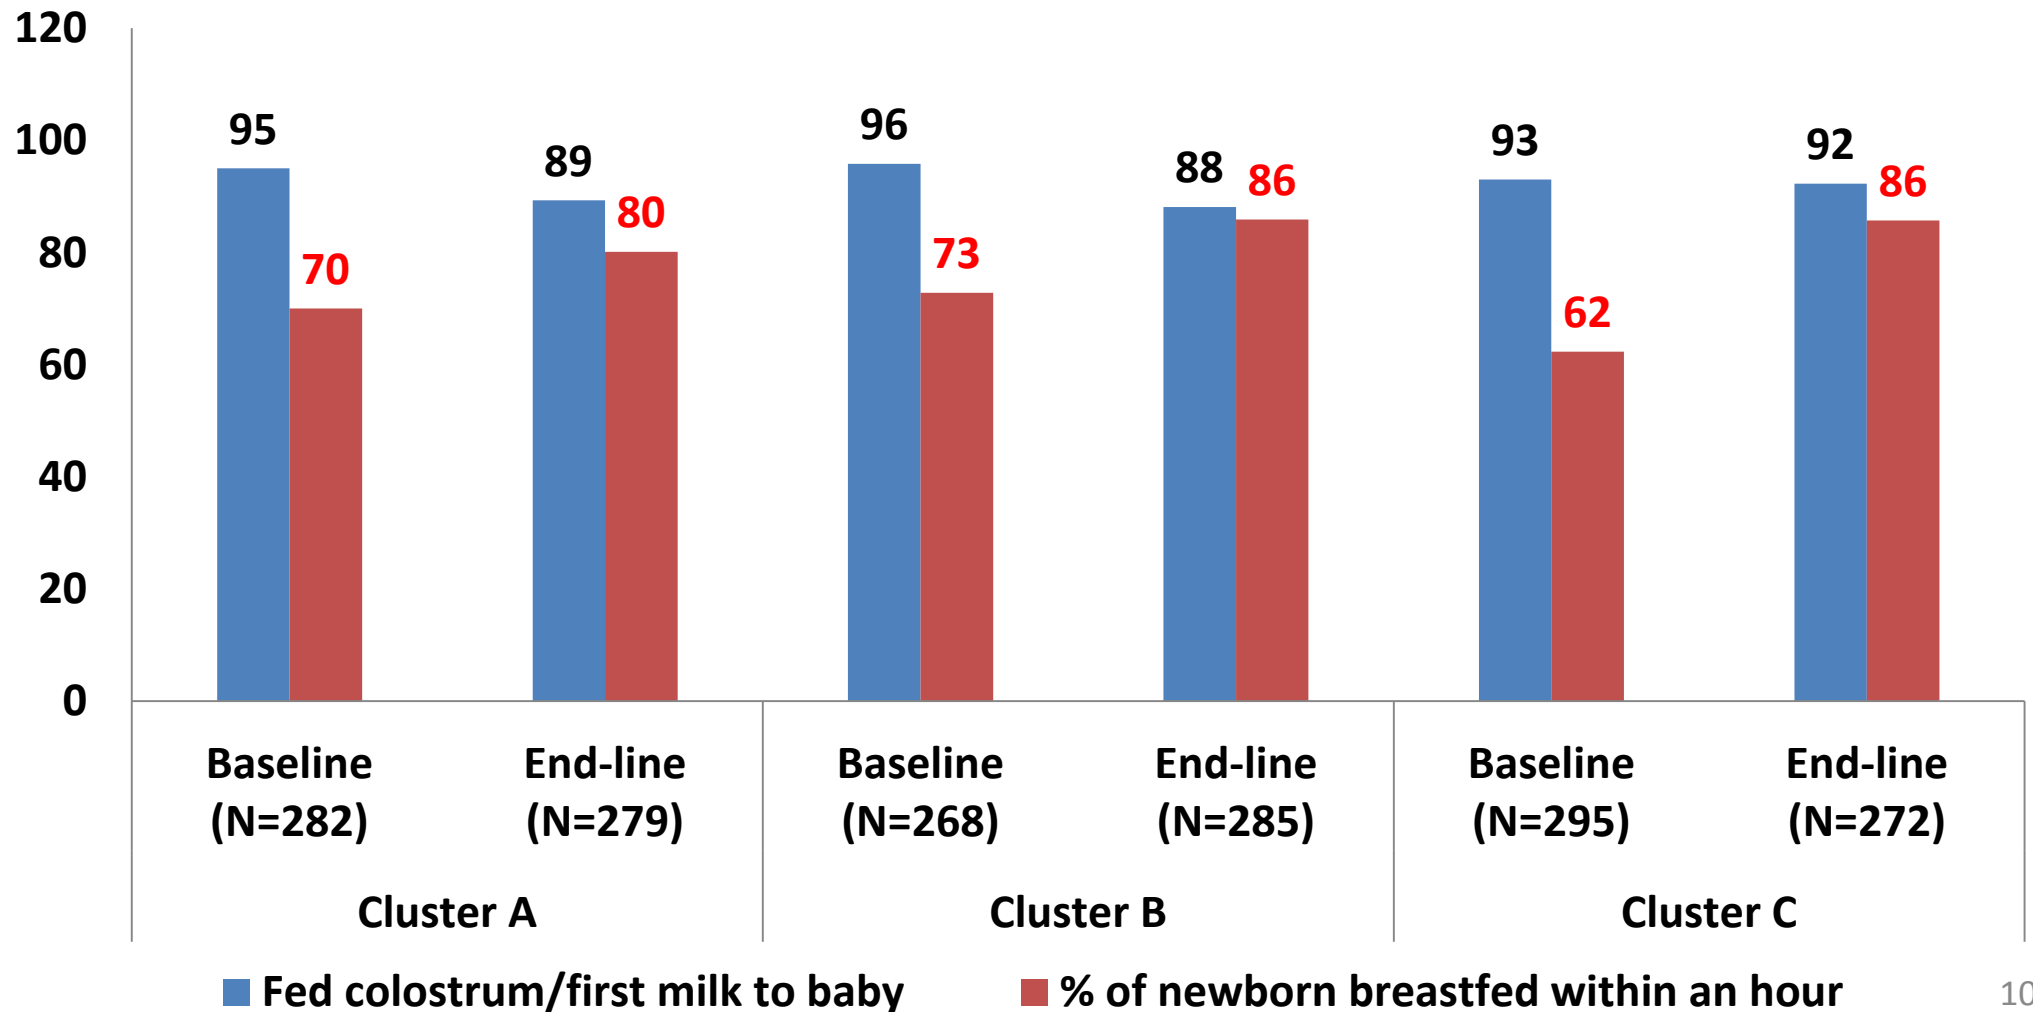 120
100
80
60
40
20
0
95
70
89
80
96
73
88
86
93
62
92
86
Baseline
(N=282)
End-line
(N=279)
Baseline
(N=268)
End-line
(N=285)
Baseline
(N=295)
End-line
(N=272)
Cluster A
Cluster B
Cluster C
Fed colostrum/first milk to baby
% of newborn breastfed within an hour
10